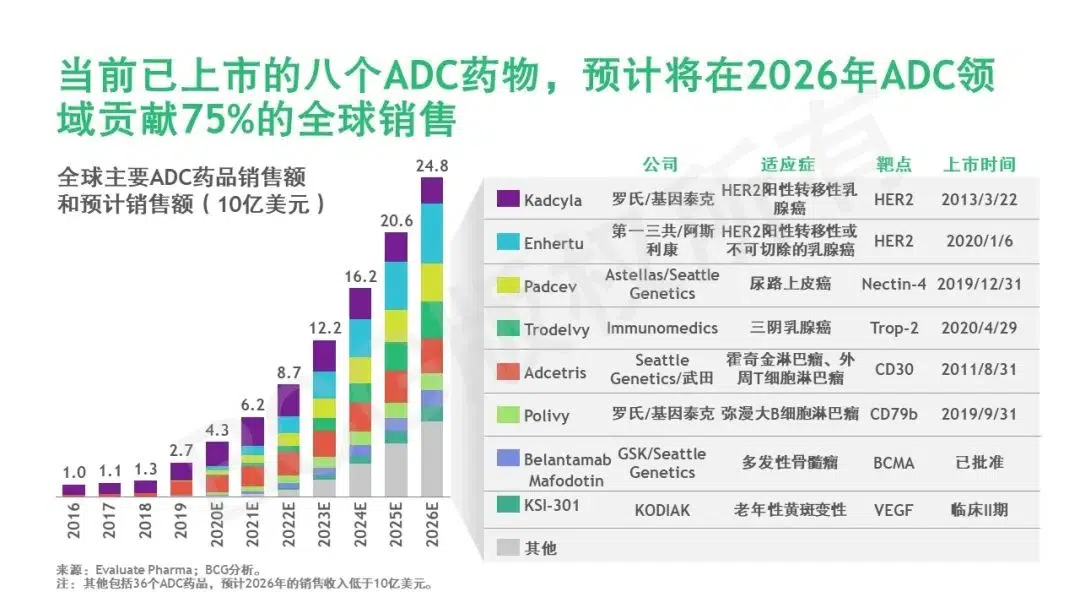 当前已上市的八个ADC药物，预计将在2026年ADC领
域贡献75%的全球销售
全球主要ADC药品销售额
和预计销售额（10亿美元）
1.0
1.1
1.3
2.7
4.3
6.2
8.7
12.2
16.2
20.6
24.8
2016
2017
2018
2019
2020E
2021E
2022E
2023E
2024E
2025E
2026E
公司 适应症 靶点 上市时间
Kadcyla 罗氏/基因泰克 HER2阳性转移性乳
腺癌 HER2 2013/3/22
Enhertu 第一三共/阿斯
利康 HER2阳性转移性或
不可切除的乳腺癌 HER2 2020/1/6
Padcev Astellas/Seattle
Genetics 尿路上皮癌 Nectin-4 2019/12/31
Trodelvy Immunomedics 三阴乳腺癌 Trop-2 2020/4/29
Adcetris Seattle
Genetics/武田 霍奇金淋巴瘤、外
周T细胞淋巴瘤 CD30 2011/8/31
Polivy 罗氏/基因泰克 弥漫大B细胞淋巴瘤 CD79b 2019/9/31
Belantamab
Mafodotin GSK/Seattle
Genetics 多发性骨髓瘤 BCMA 已批准
KSI-301 KODIAK 老年性黄斑变性 VEGF 临床II期
其他
来源：Evaluate Pharma；BCG分析。
注：其他包括36个ADC药品，预计2026年的销售收入低于10亿美元。